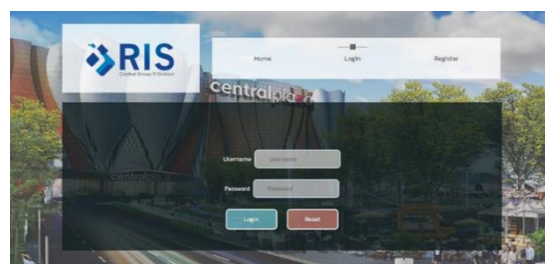 RIS
Central Group IT Division
Home
Login
Register
centralplaza
Username
Username
Password
Password
Login
Reset